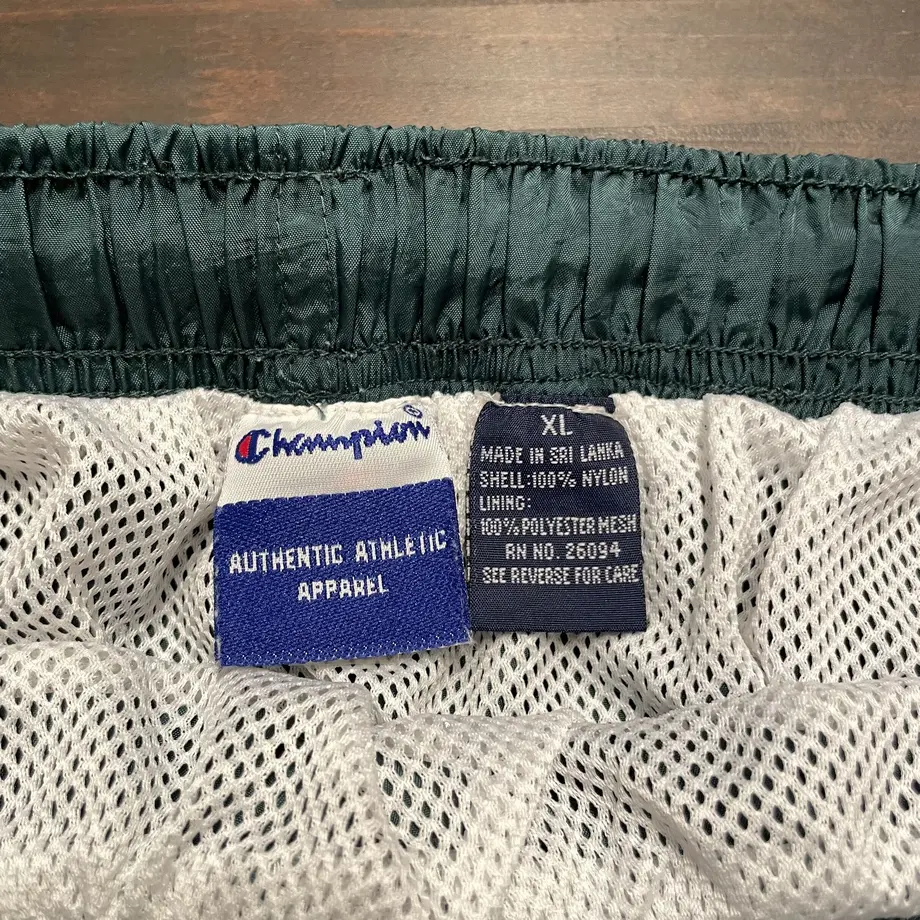 Champion
AUTHENTIC ATHLETIC
APPAREL
XL
MADE IN SRI LANKA
SHELL:100% NYLON
LINING:
100% POLYESTER MESH
RN NO. 26094
SEE REVERSE FOR CARE